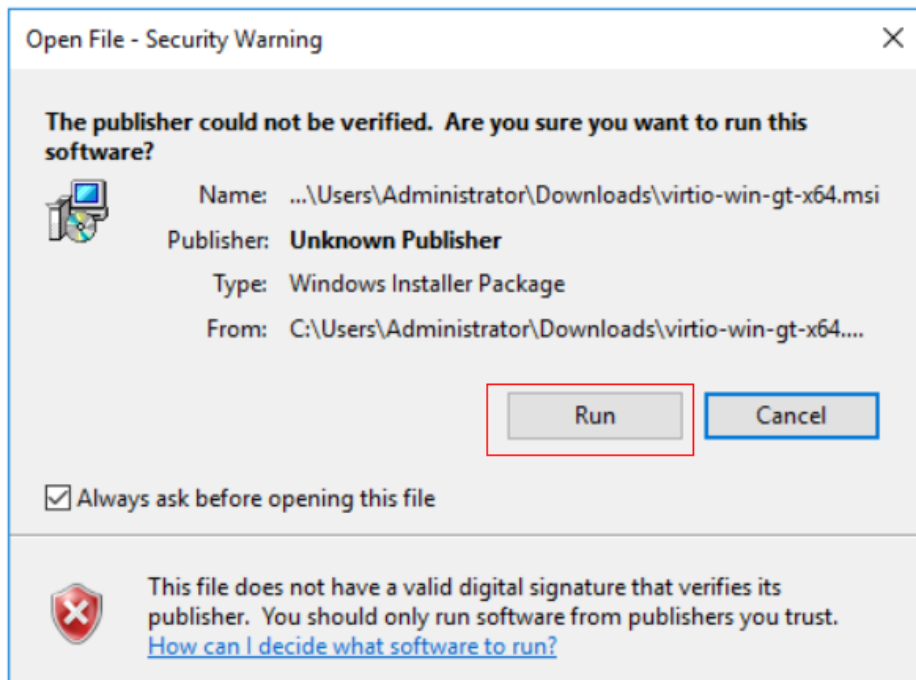 Open File - Security Warning
The publisher could not be verified.  Are you sure you want to run this
software?
Name: ...\Users\Administrator\Downloads\virtio-win-gt-x64.msi
Publisher: Unknown Publisher
Type: Windows Installer Package
From: C:\Users\Administrator\Downloads\virtio-win-gt-x64....
Run Cancel
Always ask before opening this file
This file does not have a valid digital signature that verifies its
publisher.  You should only run software from publishers you trust.
How can I decide what software to run?